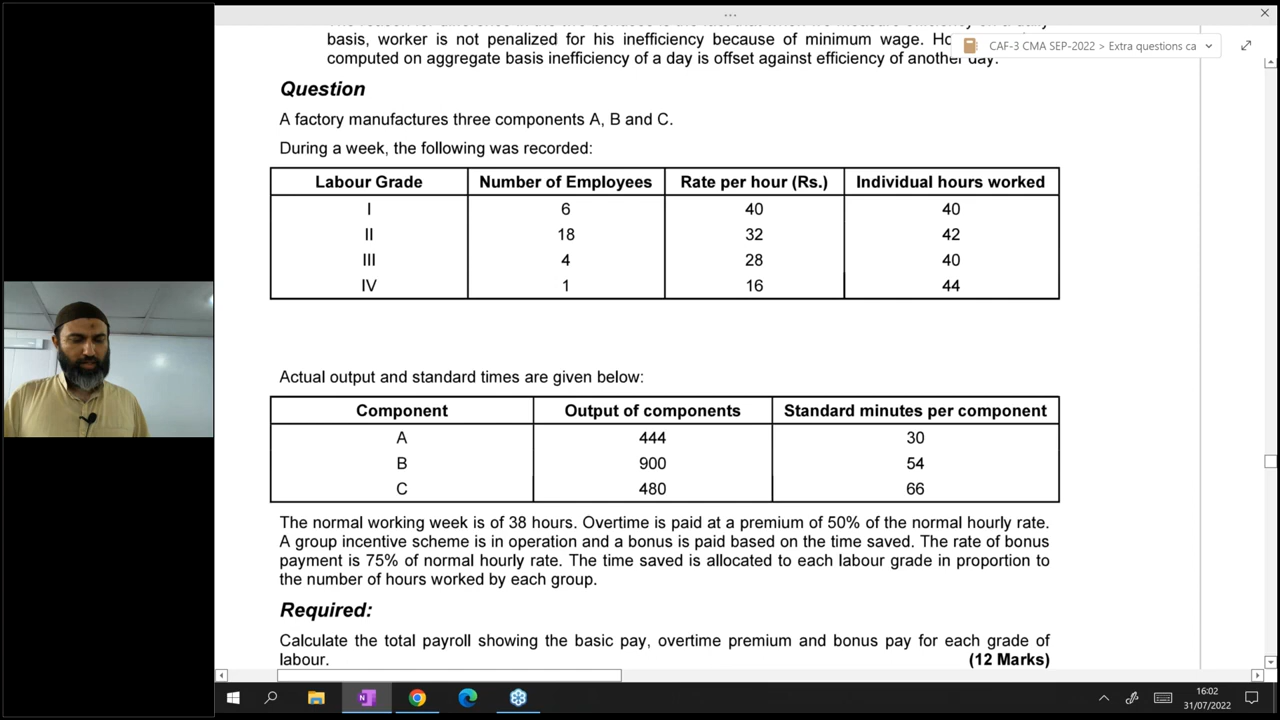 basis, worker is not penalized for his inefficiency because of minimum wage.
CAF-3 CMA SEP-2022 > Extra questions ca
computed on aggregate basis inefficiency of a day is offset against efficiency of another day.
Question
A factory manufactures three components A, B and C.
During a week, the following was recorded:
Labour Grade Number of Employees Rate per hour (Rs.) Individual hours worked
I 6 40 40
II 18 32 42
III 4 28 40
IV 1 16 44
Actual output and standard times are given below:
Component Output of components Standard minutes per component
A 444 30
B 900 54
C 480 66
The normal working week is of 38 hours. Overtime is paid at a premium of 50% of the normal hourly rate.
A group incentive scheme is in operation and a bonus is paid based on the time saved. The rate of bonus
payment is 75% of normal hourly rate. The time saved is allocated to each labour grade in proportion to
the number of hours worked by each group.
Required:
Calculate the total payroll showing the basic pay, overtime premium and bonus pay for each grade of
labour. (12 Marks)
16:02
31/07/2022